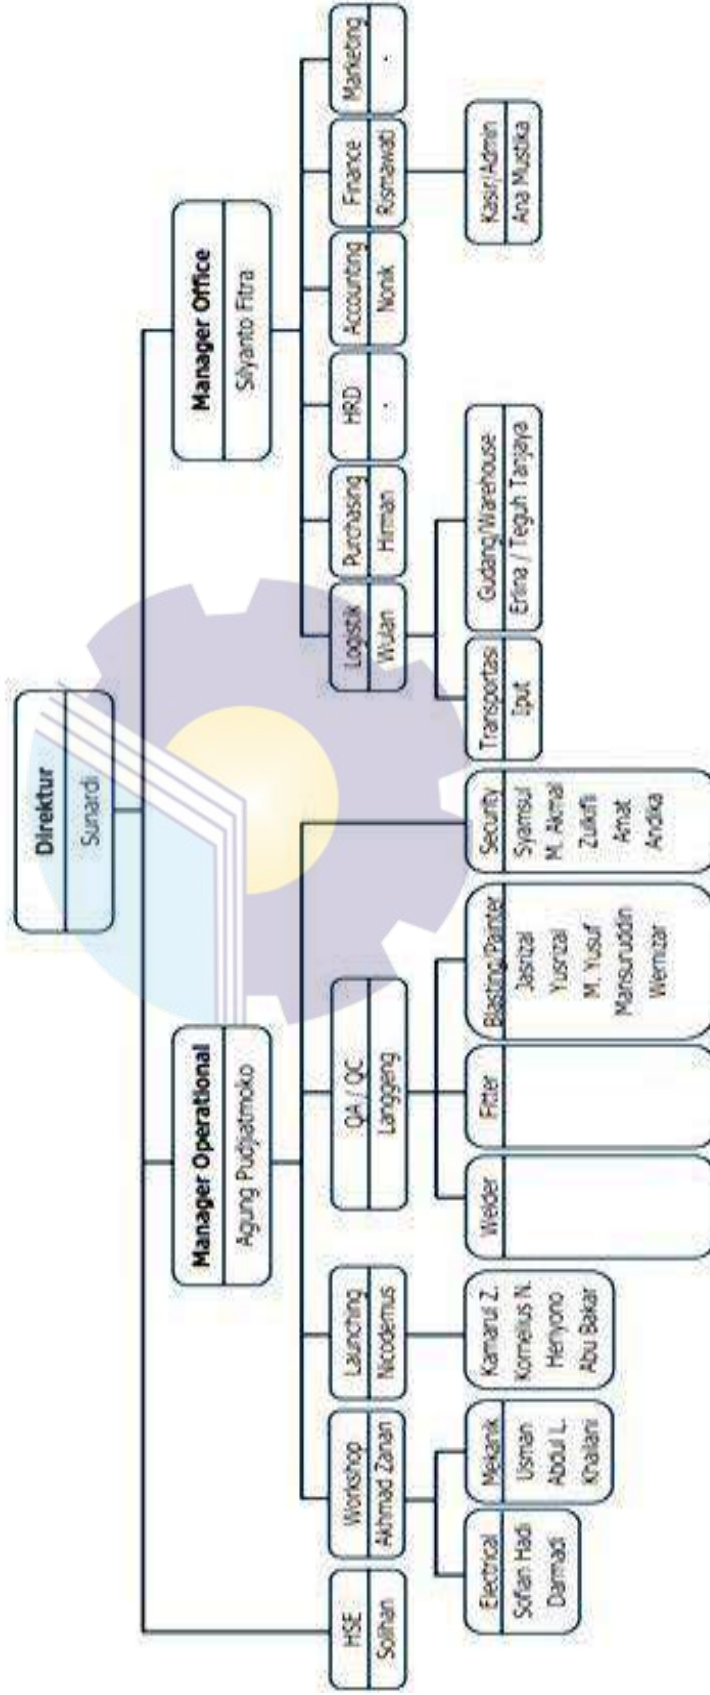 Direktur
Sunardi
Manager Operational
Agung Pudjiatmoko
Manager Office
Silyanto Fitra
HSE
Solihan
Workshop
Akhmad Zanan
Launching
Nicodemus
QA / QC
Langgeng
Logistik
Wulan
Purchasing
Hirman
HRD
-
Accounting
Nonik
Finance
Rismawati
Marketing
-
Electrical
Sofian Hadi
Darmadi
Mekanik
Usman
Abdul L.
Khailani
Kamarul Z.
Kornelius N.
Heriyono
Abu Bakar
Welder
Fitter
Blasting/Painter
Jasrizal
Yusrizal
M. Yusuf
Mansuruddin
Wemizar
Security
Syamsul
M. Akmal
Zulkifli
Amat
Andika
Transportasi
Iput
Gudang/Warehouse
Erlina / Teguh Tanjaya
Kasir/Admin
Ana Mustika